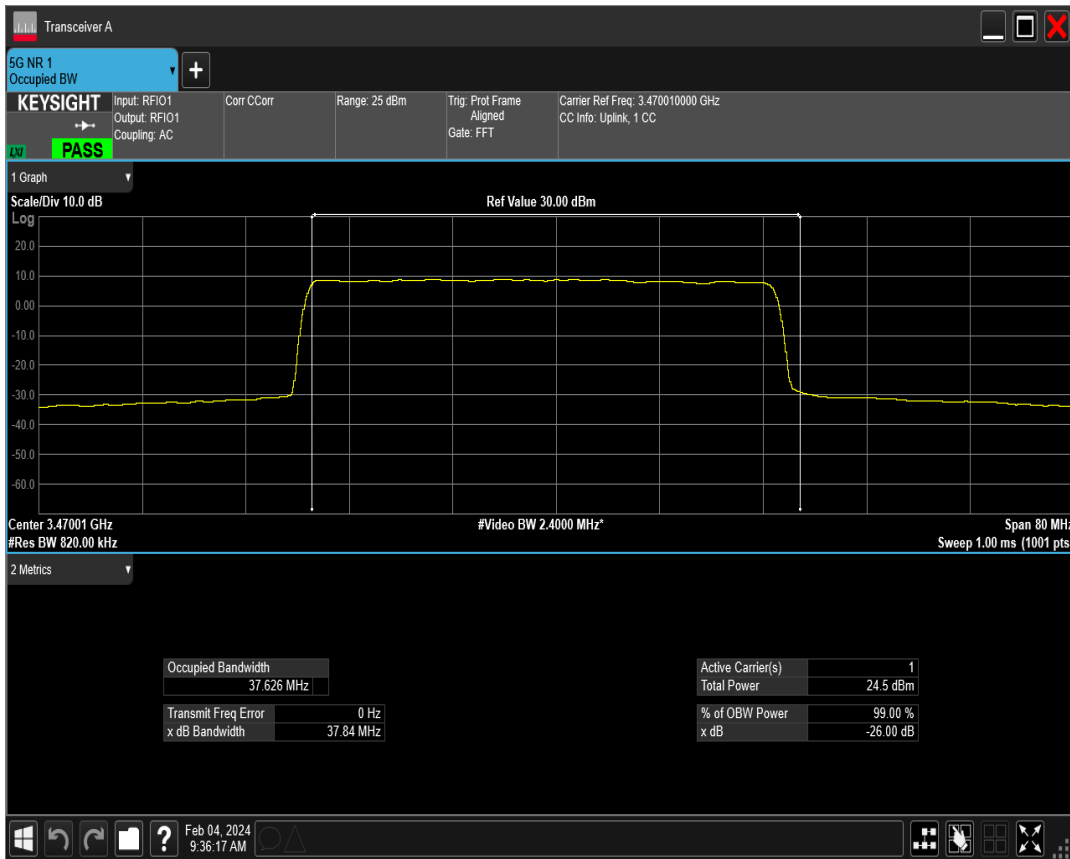 Transceiver A
5G NR 1
Occupied BW
+
KEYSIGHT
LXI
PASS
Input: RFIO1
Output: RFIO1
Coupling: AC
Corr CCorr
Range: 25 dBm
Trig: Prot Frame
Aligned
Gate: FFT
Carrier Ref Freq: 3.470010000 GHz
CC Info: Uplink, 1 CC
1 Graph
Scale/Div 10.0 dB
Ref Value 30.00 dBm
Log
20.0
10.0
0.00
-10.0
-20.0
-30.0
-40.0
-50.0
-60.0
Center 3.47001 GHz
#Video BW 2.4000 MHz*
Span 80 MHz
#Res BW 820.00 kHz
Sweep 1.00 ms (1001 pts
2 Metrics
Occupied Bandwidth
37.626 MHz
Transmit Freq Error 0 Hz
x dB Bandwidth 37.84 MHz
Active Carrier(s) 1
Total Power 24.5 dBm
% of OBW Power 99.00 %
x dB -26.00 dB
?
Feb 04, 2024
9:36:17 AM